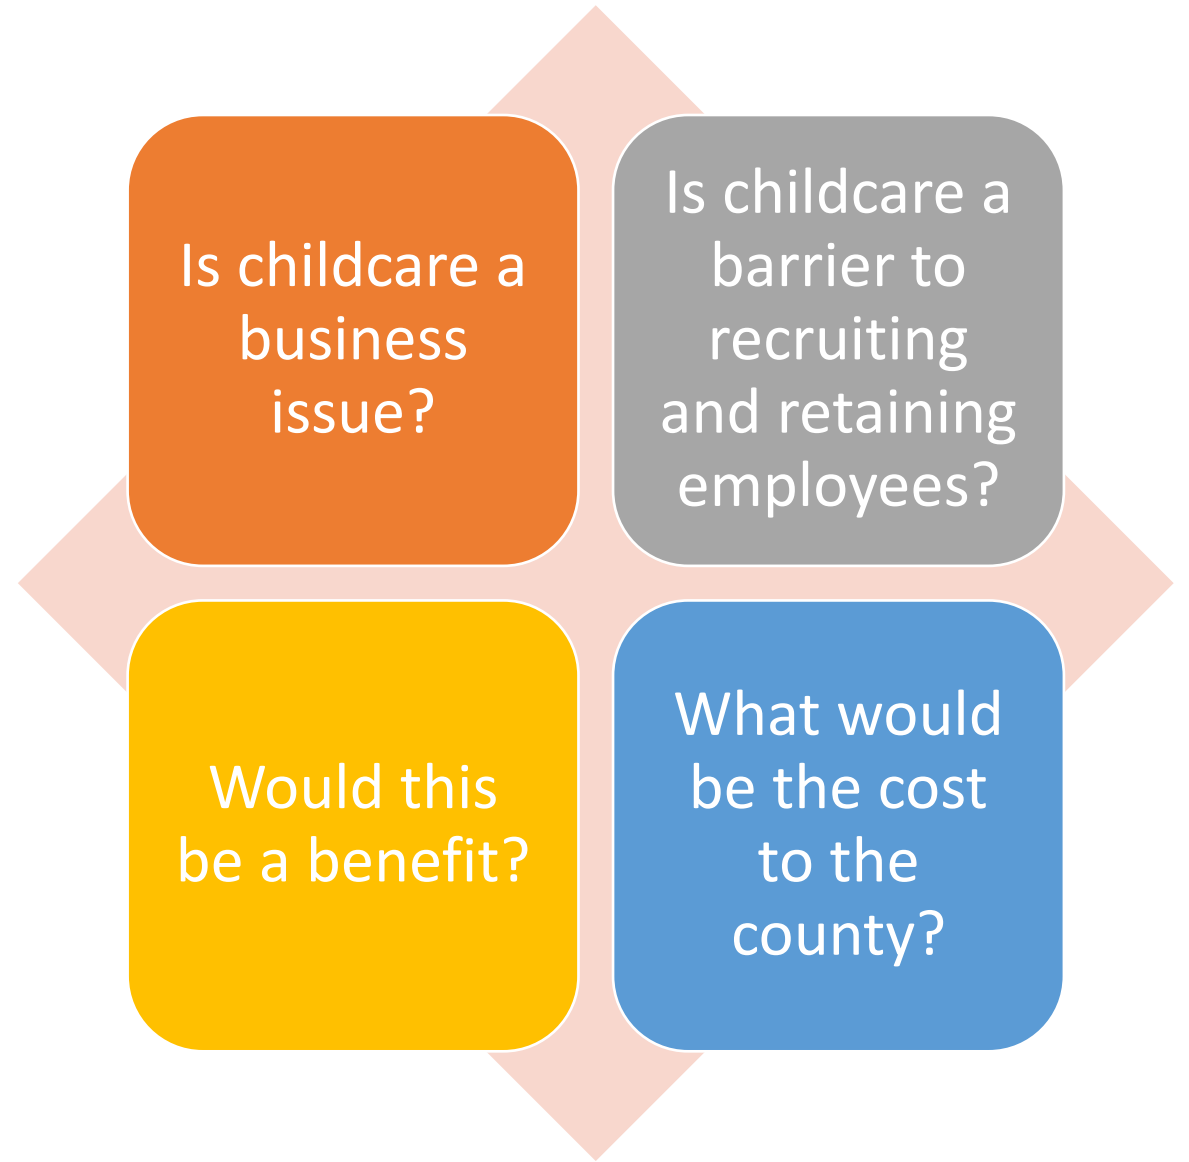 Is childcare a
business
issue?
Is childcare a
barrier to
recruiting
and retaining
employees?
Would this
be a benefit?
What would
be the cost
to the
county?